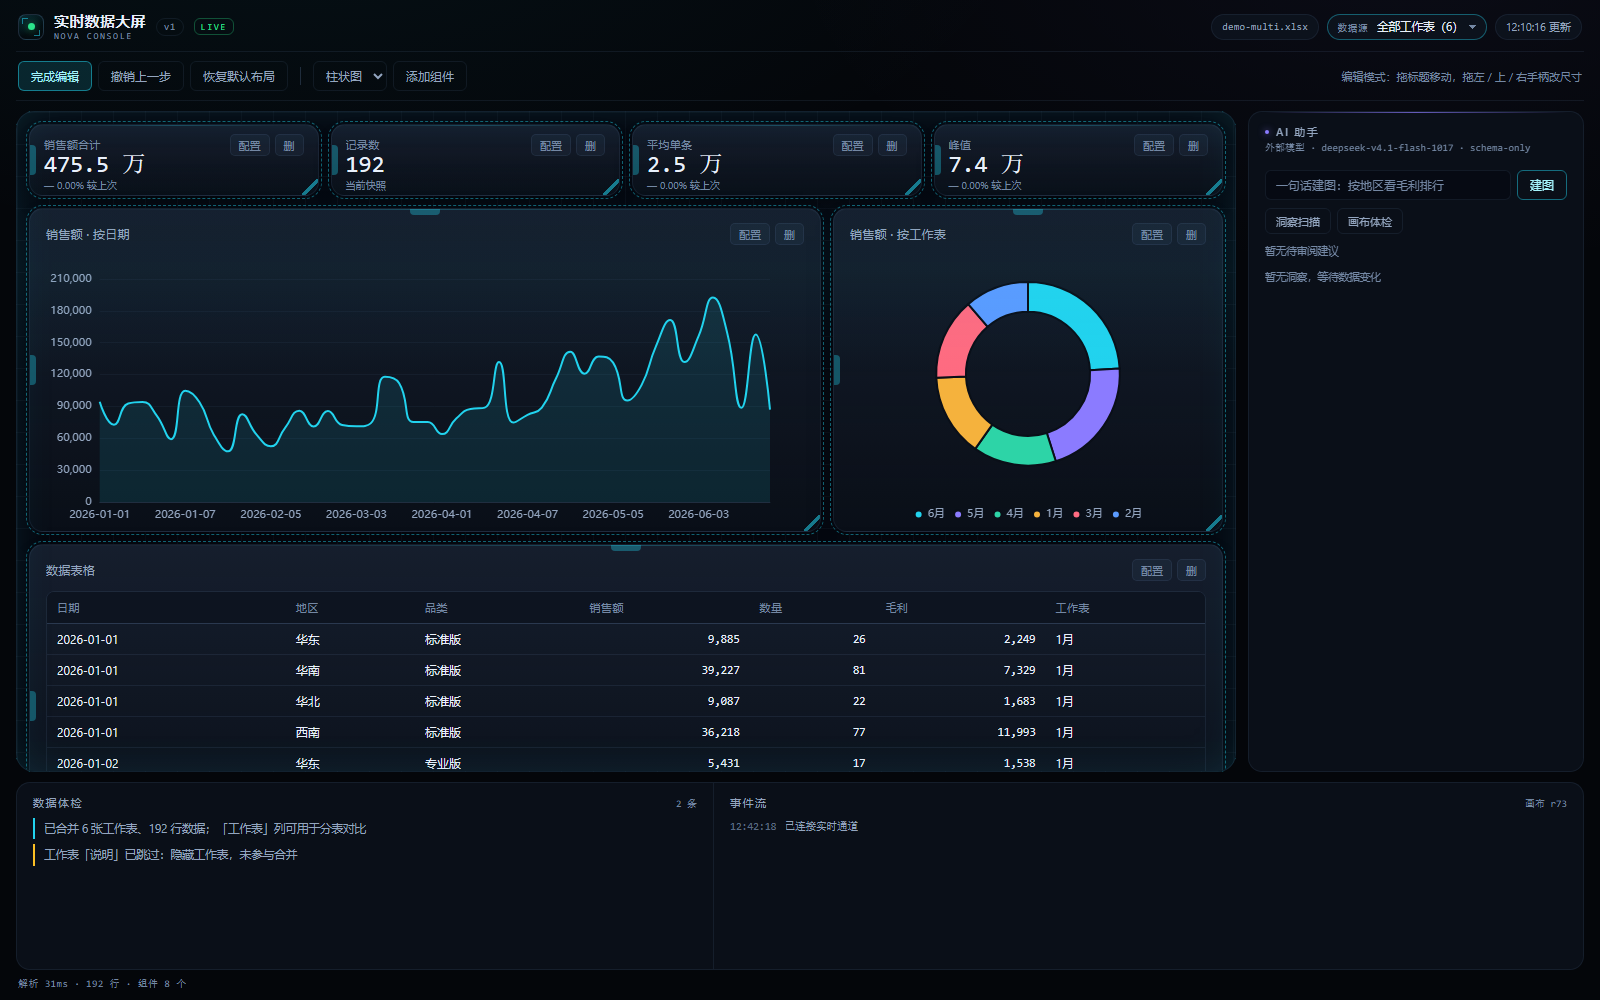 实时数据大屏 v1 LIVE
NOVA CONSOLE
demo-multi.xlsx 数据源 全部工作表 (6) 12:10:16 更新
完成编辑 撤销上一步 恢复默认布局 柱状图 添加组件
编辑模式：拖标题移动，拖左 / 上 / 右手柄改尺寸
销售额合计 配置 删
475.5 万
— 0.00% 较上次
记录数 配置 删
192
当前快照
平均单条 配置 删
2.5 万
— 0.00% 较上次
峰值 配置 删
7.4 万
— 0.00% 较上次
销售额 · 按日期 配置 删
210,000
180,000
150,000
120,000
90,000
60,000
30,000
0
2026-01-01 2026-01-07 2026-02-05 2026-03-03 2026-04-01 2026-04-07 2026-05-05 2026-06-03
销售额 · 按工作表 配置 删
6月 5月 4月 1月 3月 2月
数据表格 配置 删
日期 地区 品类 销售额 数量 毛利 工作表
2026-01-01 华东 标准版 9,885 26 2,249 1月
2026-01-01 华南 标准版 39,227 81 7,329 1月
2026-01-01 华北 标准版 9,087 22 1,683 1月
2026-01-01 西南 标准版 36,218 77 11,993 1月
2026-01-02 华东 专业版 5,431 17 1,538 1月
AI 助手
外部模型 · deepseek-v4.1-flash-1017 · schema-only
一句话建图：按地区看毛利排行 建图
洞察扫描 画布体检
暂无待审阅建议
暂无洞察，等待数据变化
数据体检 2 条
已合并 6 张工作表、192 行数据；「工作表」列可用于分表对比
工作表「说明」已跳过：隐藏工作表，未参与合并
事件流 画布 r73
12:42:18 已连接实时通道
解析 31ms · 192 行 · 组件 8 个